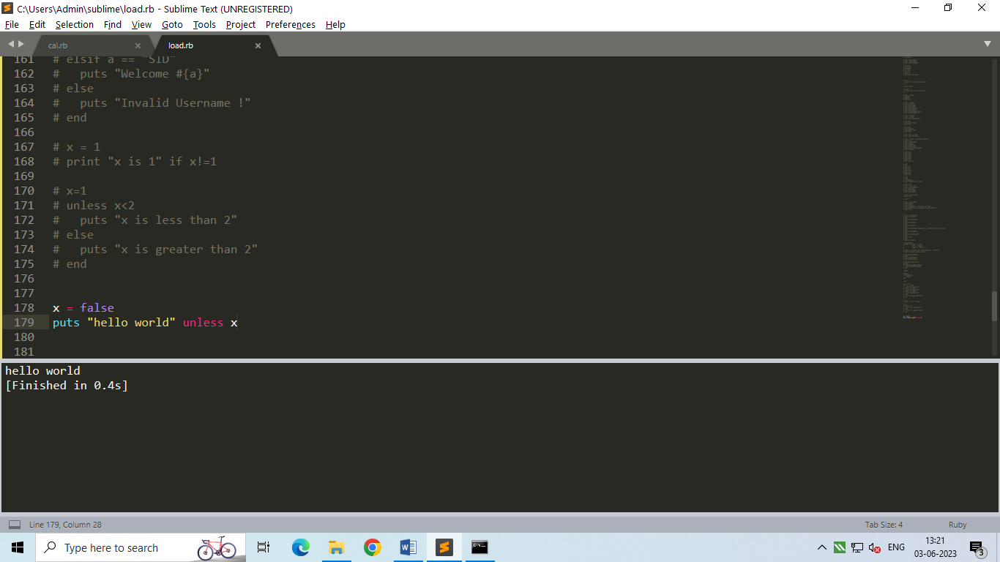 C:\Users\Admin\sublime\load.rb - Sublime Text (UNREGISTERED)
File Edit Selection Find View Goto Tools Project Preferences Help
cal.rb load.rb
161 # elsif a == "SID"
162 #   puts "Welcome #{a}"
163 # else
164 #   puts "Invalid Username !"
165 # end
166
167 # x = 1
168 # print "x is 1" if x!=1
169
170 # x=1
171 # unless x<2
172 #   puts "x is less than 2"
173 # else
174 #   puts "x is greater than 2"
175 # end
176
177
178 x = false
179 puts "hello world" unless x
180
181
hello world
[Finished in 0.4s]
Line 179, Column 28 Tab Size: 4 Ruby
Type here to search
ENG
13:21
03-06-2023
3